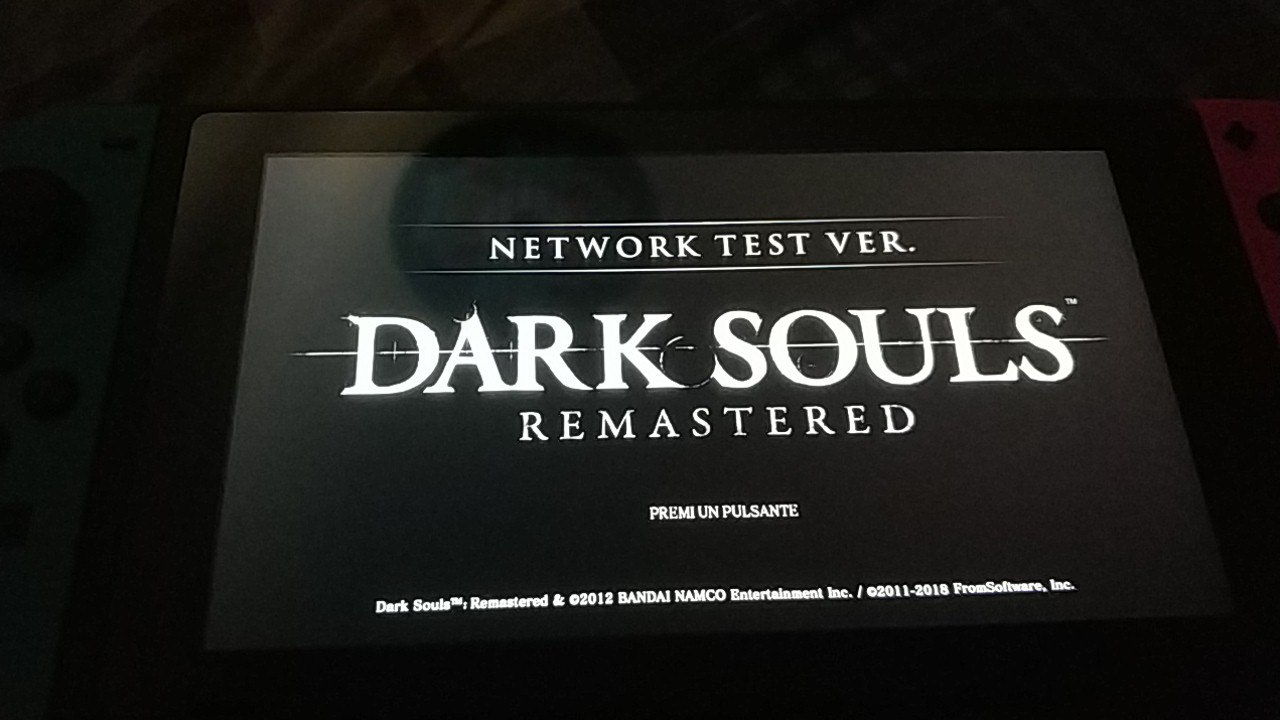 NETWORK TEST VER.
DARK SOULS™
REMASTERED
PREMI UN PULSANTE
Dark Souls™: Remastered & ©2012 BANDAI NAMCO Entertainment Inc. / ©2011-2018 FromSoftware, Inc.